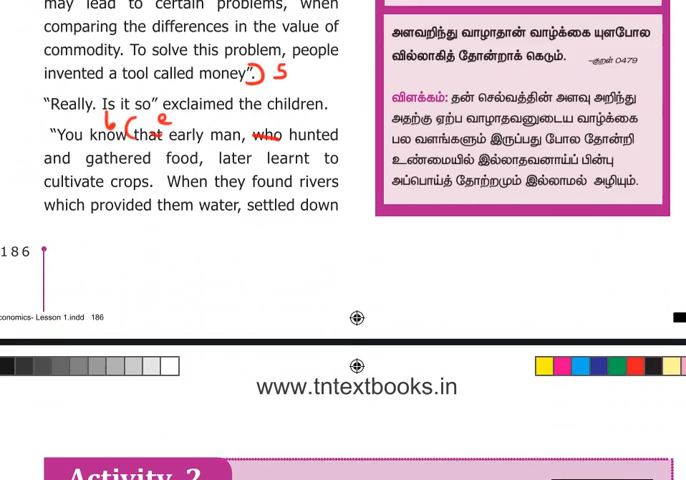 may lead to certain problems, when
comparing the differences in the value of
commodity. To solve this problem, people
invented a tool called money”. 5
“Really. Is it so” exclaimed the children.
6 e
“You know that early man, who hunted
and gathered food, later learnt to
cultivate crops. When they found rivers
which provided them water, settled down
அளவறிந்து வாழாதான் வாழ்க்கை யுளபோல
வில்லாகித் தோன்றாக் கெடும்.
-குறள் 0479
விளக்கம்: தன் செல்வத்தின் அளவு அறிந்து
அதற்கு ஏற்ப வாழாதவனுடைய வாழ்க்கை
பல வளங்களும் இருப்பது போல தோன்றி
உண்மையில் இல்லாதவனாய்ப் பின்பு
அப்பொய்த் தோற்றமும் இல்லாமல் அழியும்.
186
conomics- Lesson 1.indd 186
www.tntextbooks.in
Activity 2